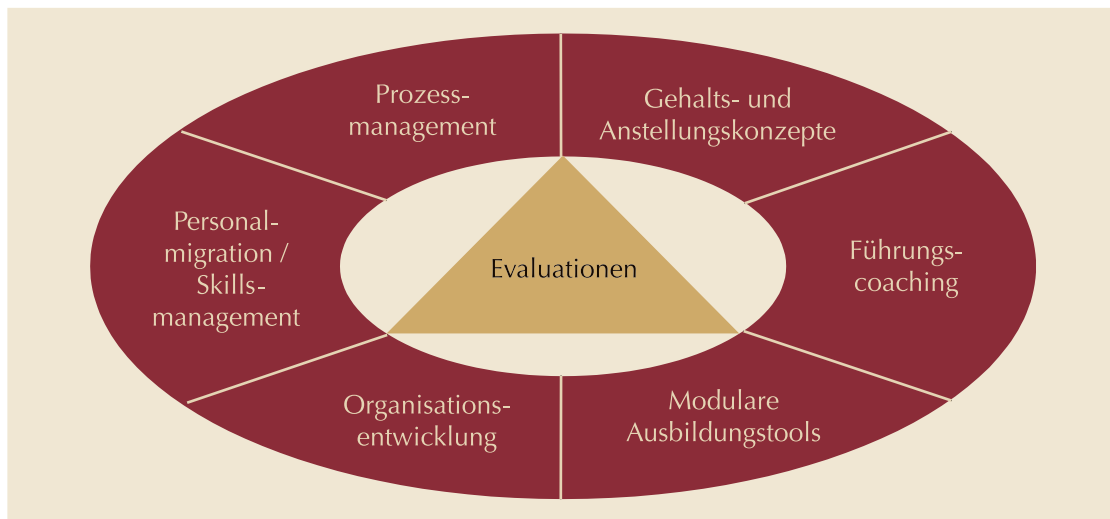 Prozess-
management
Gehalts- und
Anstellungskonzepte
Personal-
migration /
Skills-
management
Evaluationen
Führungs-
coaching
Organisations-
entwicklung
Modulare
Ausbildungstools